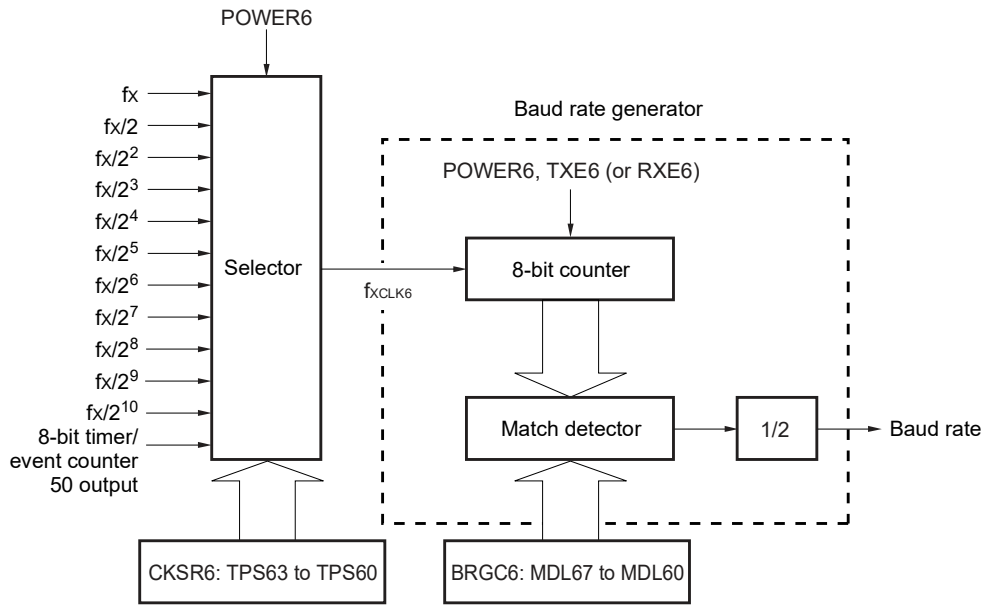 POWER6
fX
fX/2
fX/2²
fX/2³
fX/2⁴
fX/2⁵
fX/2⁶
fX/2⁷
fX/2⁸
fX/2⁹
fX/2¹⁰
8-bit timer/
event counter
50 output
Selector
fXCLK6
Baud rate generator
POWER6, TXE6 (or RXE6)
8-bit counter
Match detector
1/2
Baud rate
CKSR6: TPS63 to TPS60
BRGC6: MDL67 to MDL60